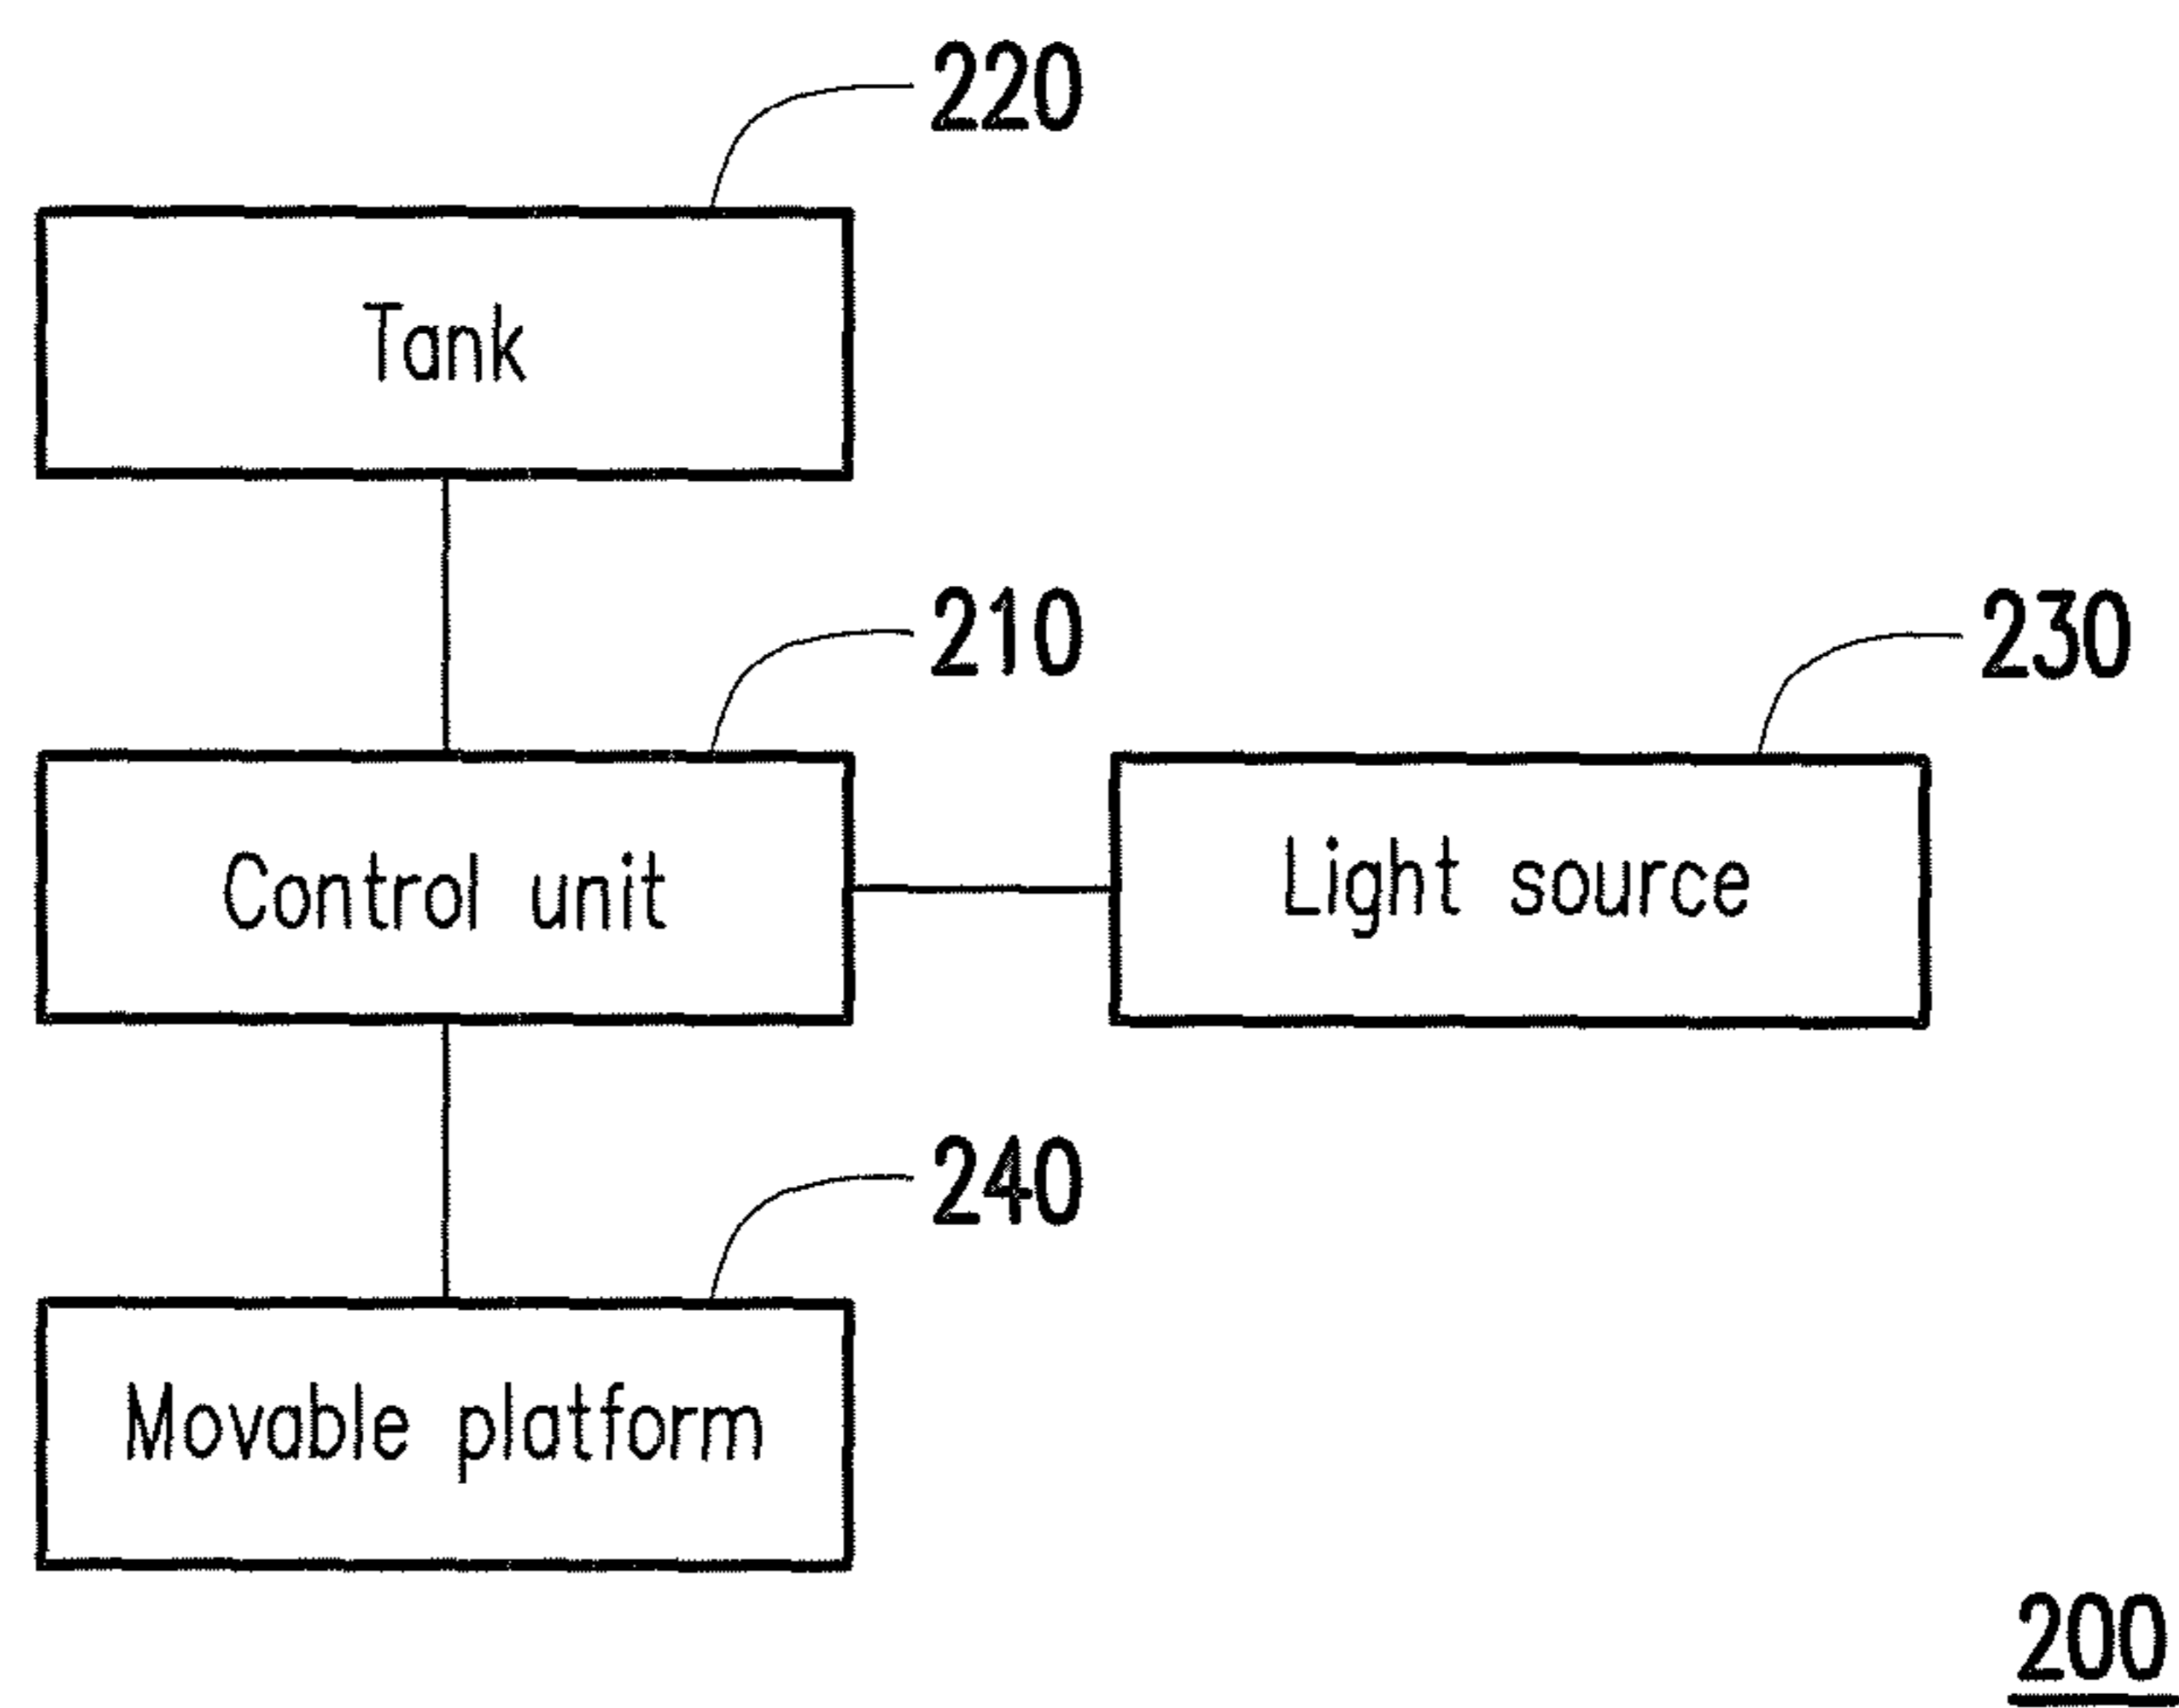 220
Tank
210
230
Control unit
Light source
240
Movable platform
200